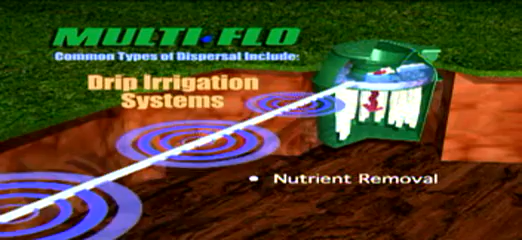 MULTI•FLO
Common Types of Dispersal Include:
Drip Irrigation
Systems
• Nutrient Removal